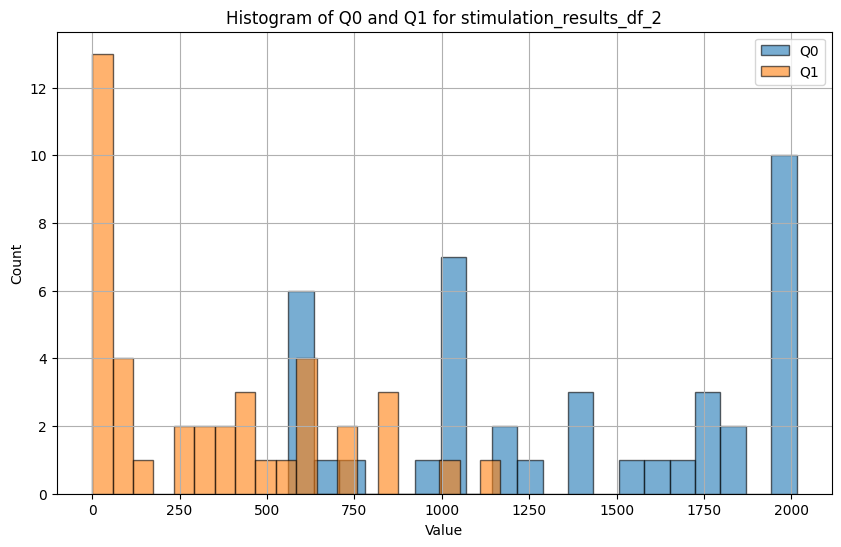 Histogram of Q0 and Q1 for stimulation_results_df_2
Q0
Q1
Count
12
10
8
6
4
2
0
0 250 500 750 1000 1250 1500 1750 2000
Value